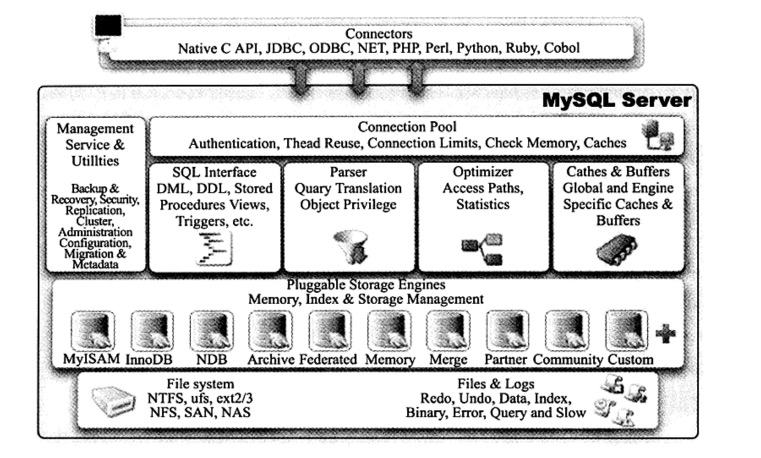 Connectors
Native C API, JDBC, ODBC, NET, PHP, Perl, Python, Ruby, Cobol
MySQL Server
Management
Service &
Utillties
Backup &
Recovery, Security,
Replication,
Cluster,
Administration
Configuration,
Migration &
Metadata
Connection Pool
Authentication, Thead Reuse, Connection Limits, Check Memory, Caches
SQL Interface
DML, DDL, Stored
Procedures Views,
Triggers, etc.
Parser
Quary Translation
Object Privilege
Optimizer
Access Paths,
Statistics
Cathes & Buffers
Global and Engine
Specific Caches &
Buffers
Pluggable Storage Engines
Memory, Index & Storage Management
MyISAM InnoDB NDB Archive Federated Memory Merge Partner Community Custom
File system
NTFS, ufs, ext2/3
NFS, SAN, NAS
Files & Logs
Redo, Undo, Data, Index,
Binary, Error, Query and Slow